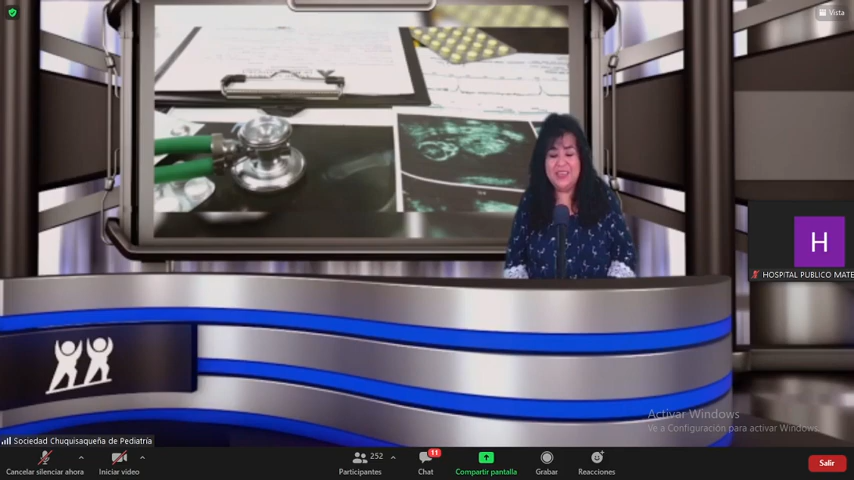 Vista
H
HOSPITAL PUBLICO MATE
Activar Windows
Ve a Configuración para activar Windows.
Sociedad Chuquisaqueña de Pediatría
252
11
Cancelar silenciar ahora
Iniciar video
Participantes
Chat
Compartir pantalla
Grabar
Reacciones
Salir